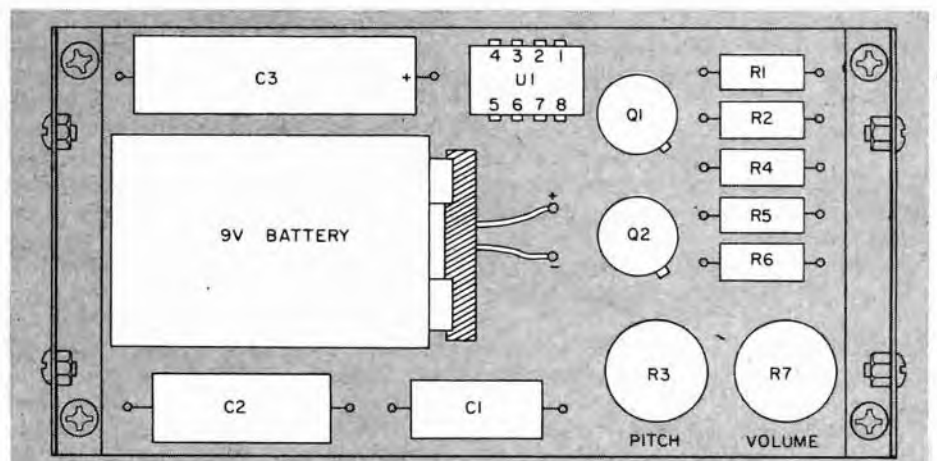 C3 +
4 3 2 1
U1
5 6 7 8
Q1
R1
R2
R4
R5
R6
Q2
9V BATTERY
+
-
C2
C1
R3
R7
PITCH
VOLUME